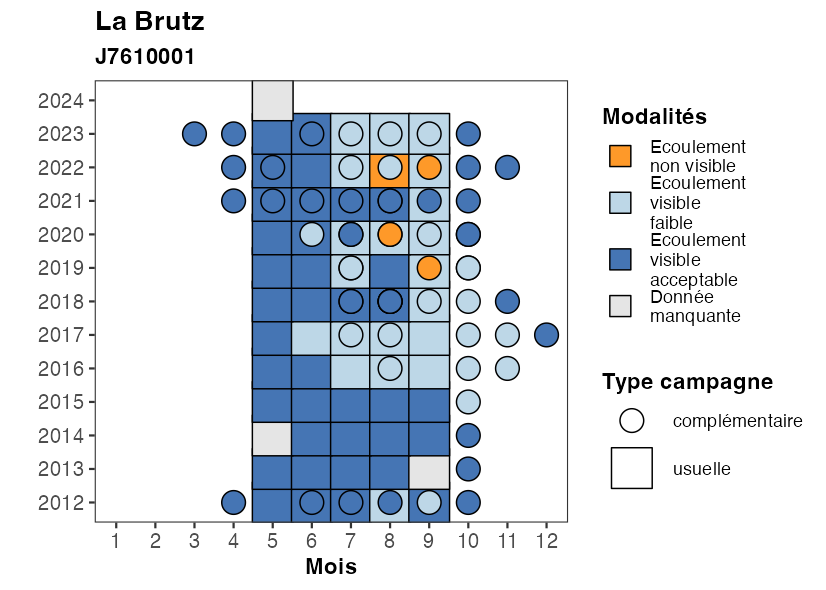 La Brutz
J7610001
2024
2023
2022
2021
2020
2019
2018
2017
2016
2015
2014
2013
2012
1 2 3 4 5 6 7 8 9 10 11 12
Mois
Modalités
Ecoulement
non visible
Ecoulement
visible
faible
Ecoulement
visible
acceptable
Donnée
manquante
Type campagne
complémentaire
usuelle